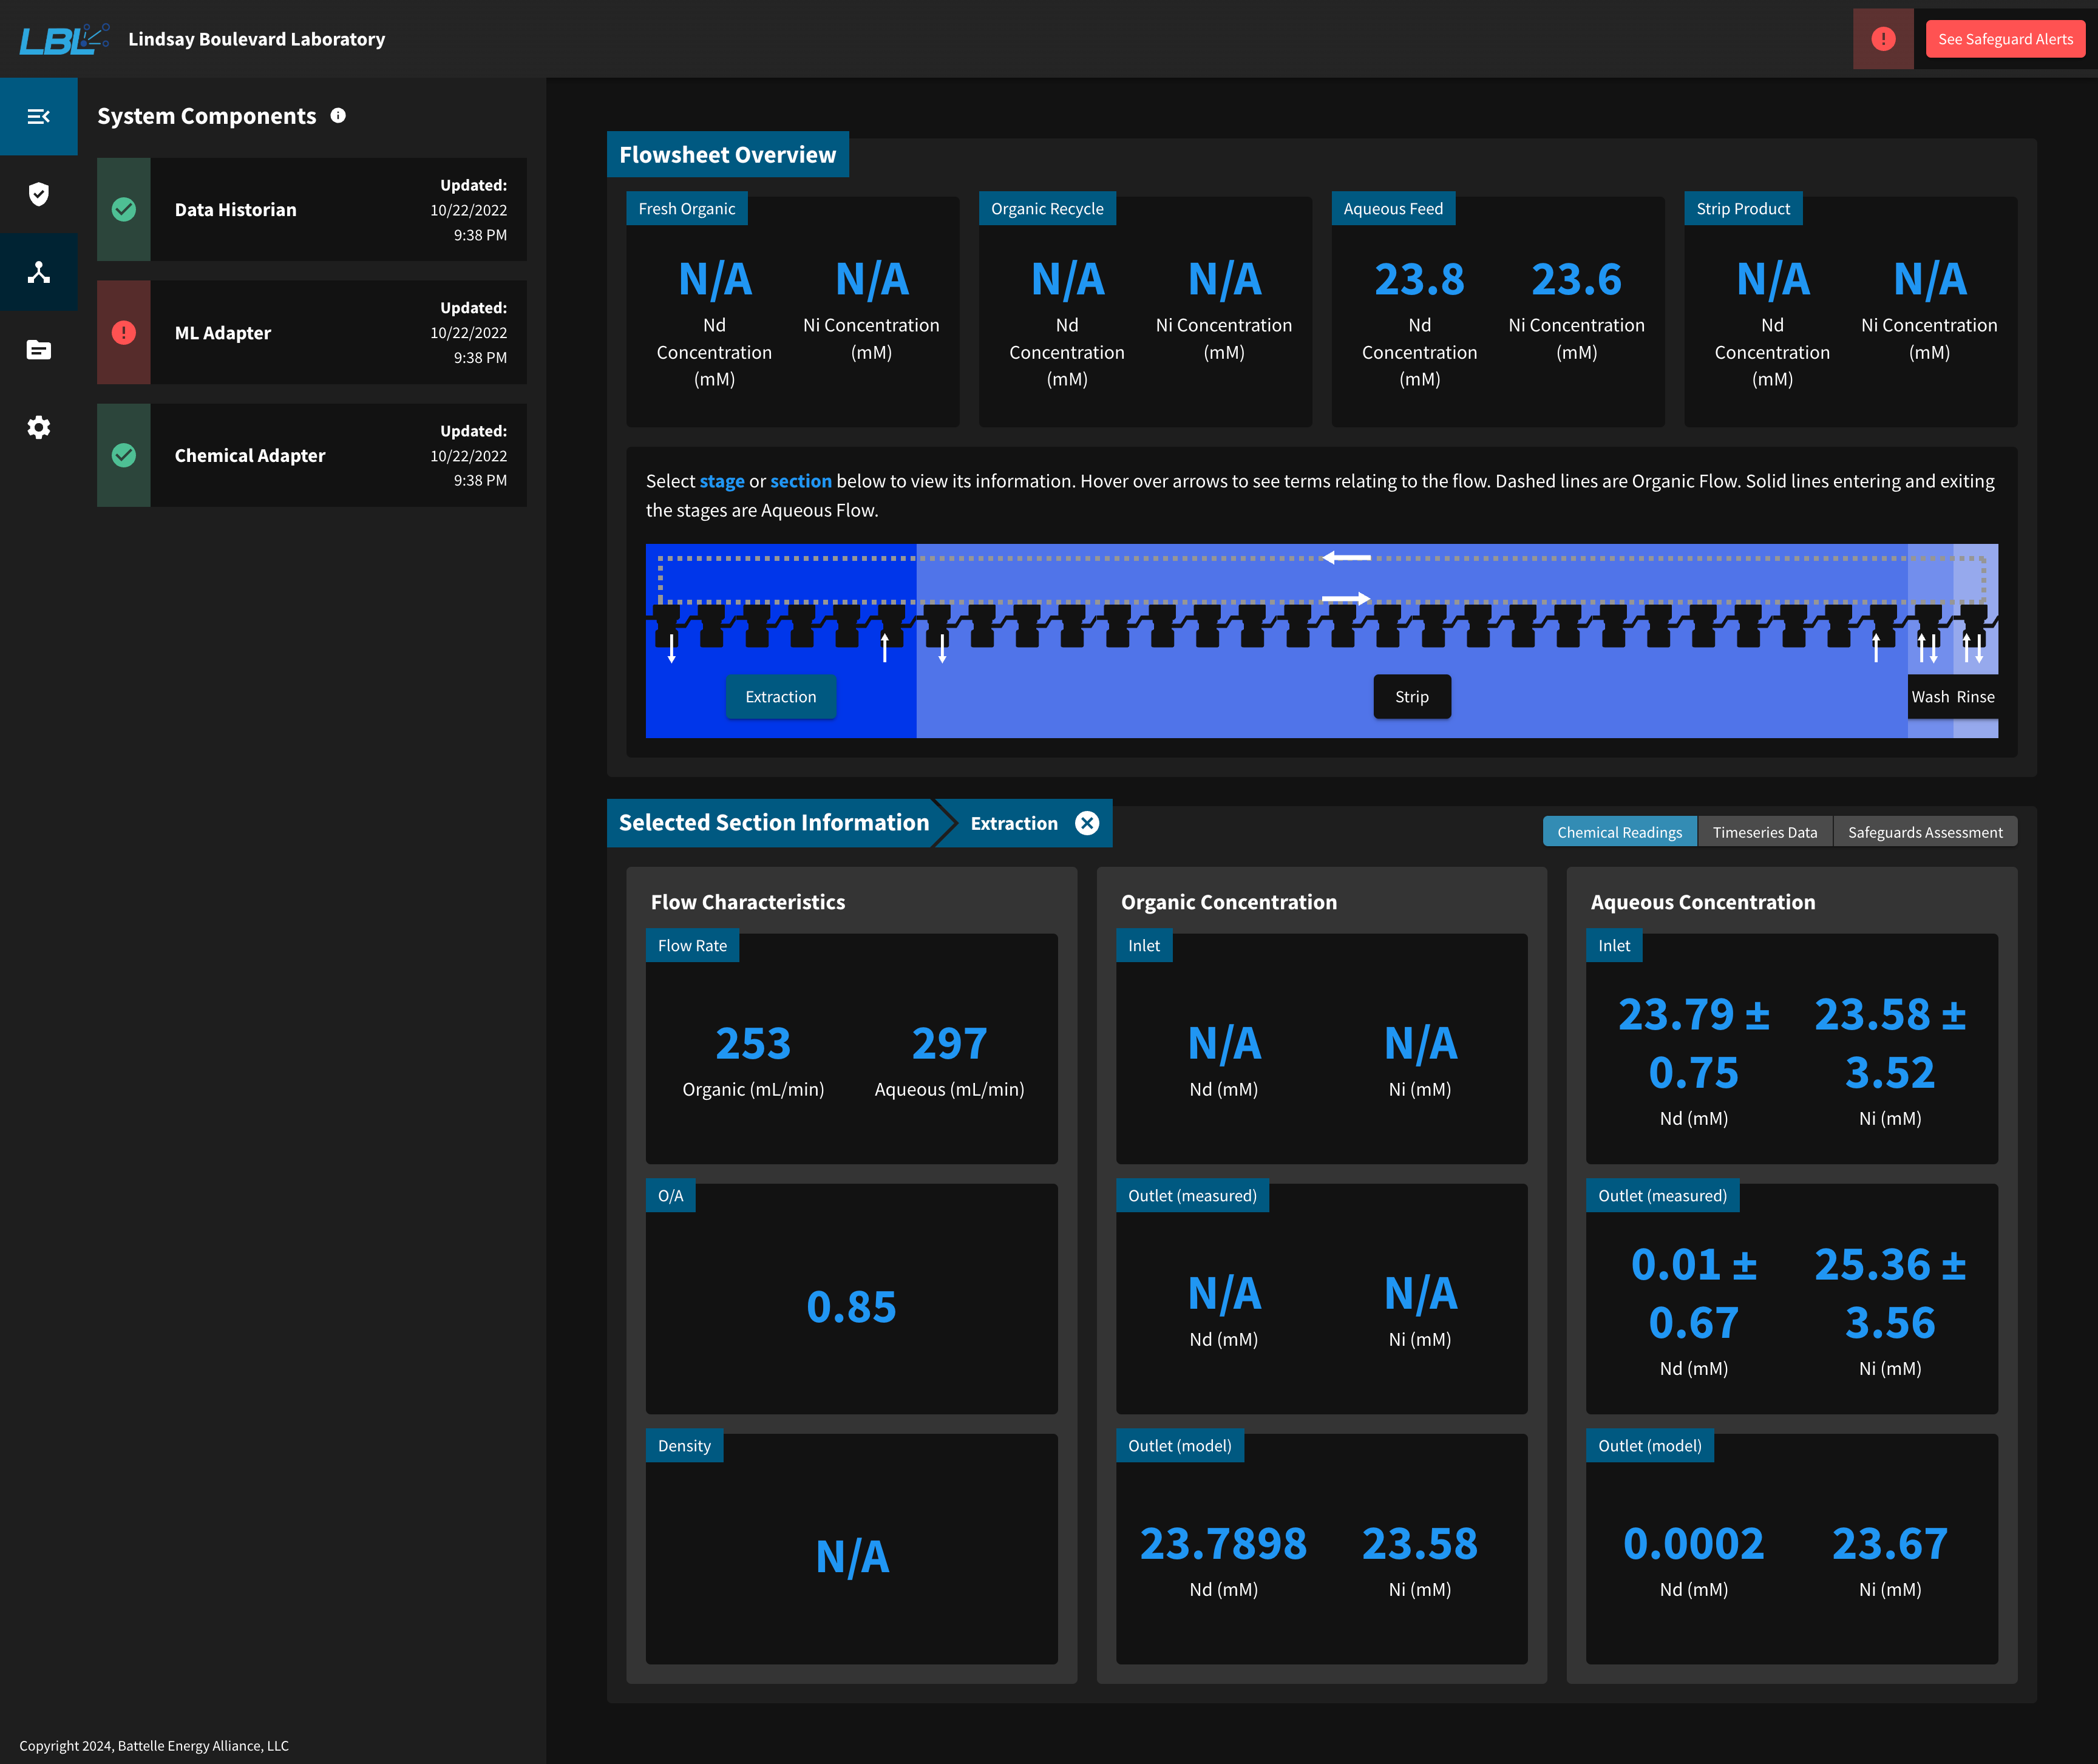 LBL
Lindsay Boulevard Laboratory
See Safeguard Alerts
System Components
Data Historian
Updated:
10/22/2022
9:38 PM
ML Adapter
Updated:
10/22/2022
9:38 PM
Chemical Adapter
Updated:
10/22/2022
9:38 PM
Flowsheet Overview
Fresh Organic
N/A
Nd
Concentration
(mM)
N/A
Ni Concentration
(mM)
Organic Recycle
N/A
Nd
Concentration
(mM)
N/A
Ni Concentration
(mM)
Aqueous Feed
23.8
Nd
Concentration
(mM)
23.6
Ni Concentration
(mM)
Strip Product
N/A
Nd
Concentration
(mM)
N/A
Ni Concentration
(mM)
Select stage or section below to view its information. Hover over arrows to see terms relating to the flow. Dashed lines are Organic Flow. Solid lines entering and exiting
the stages are Aqueous Flow.
Extraction
Strip
Wash
Rinse
Selected Section Information
Extraction
Chemical Readings
Timeseries Data
Safeguards Assessment
Flow Characteristics
Flow Rate
253
Organic (mL/min)
297
Aqueous (mL/min)
O/A
0.85
Density
N/A
Organic Concentration
Inlet
N/A
Nd (mM)
N/A
Ni (mM)
Outlet (measured)
N/A
Nd (mM)
N/A
Ni (mM)
Outlet (model)
23.7898
Nd (mM)
23.58
Ni (mM)
Aqueous Concentration
Inlet
23.79 ±
0.75
Nd (mM)
23.58 ±
3.52
Ni (mM)
Outlet (measured)
0.01 ±
0.67
Nd (mM)
25.36 ±
3.56
Ni (mM)
Outlet (model)
0.0002
Nd (mM)
23.67
Ni (mM)
Copyright 2024, Battelle Energy Alliance, LLC